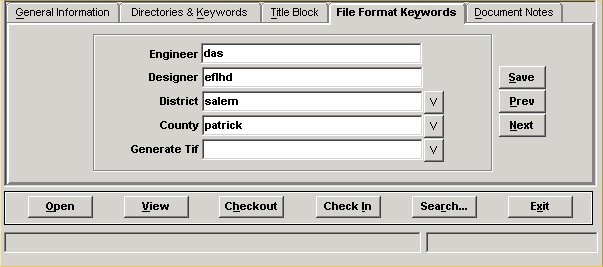 General Information Directories & Keywords Title Block File Format Keywords Document Notes
Engineer das
Designer eflhd Save
District salem V Prev
County patrick V Next
Generate Tif V
Open View Checkout Check In Search... Exit